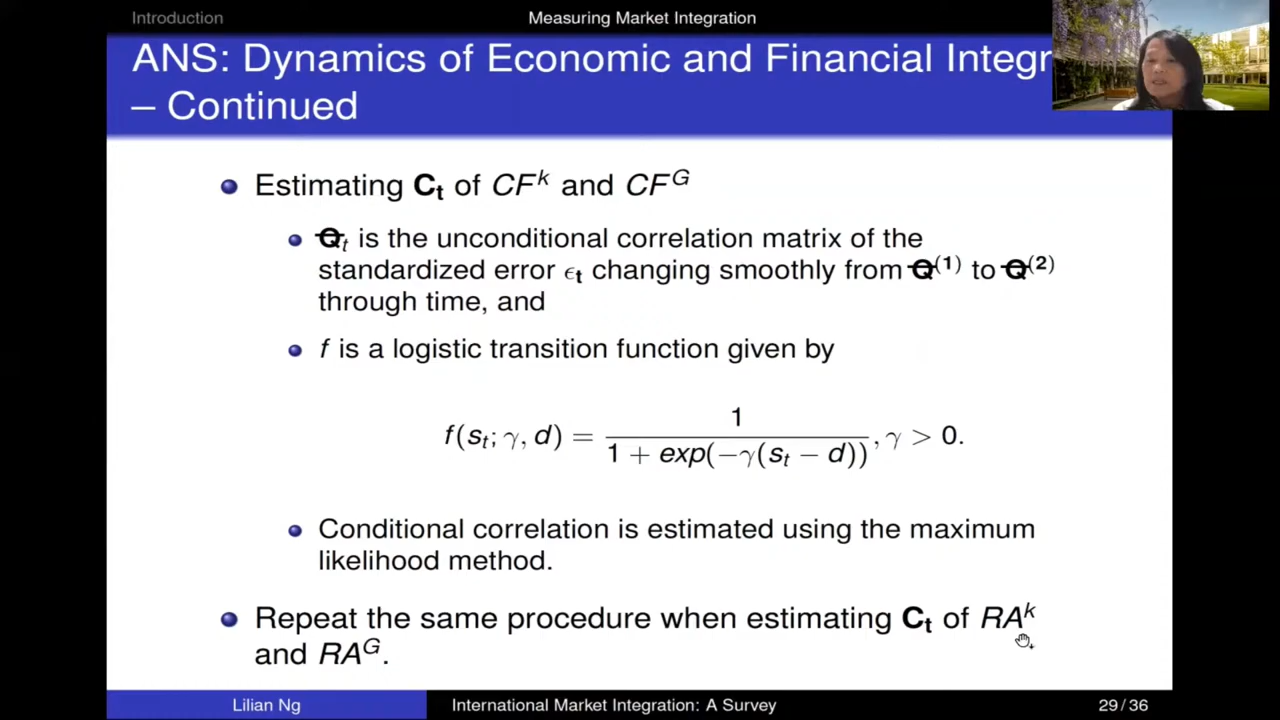 Introduction Measuring Market Integration
ANS: Dynamics of Economic and Financial Integr
– Continued
Estimating Cₜ of CFᵏ and CFᴳ
Q̶ₜ is the unconditional correlation matrix of the
standardized error ϵₜ changing smoothly from Q̶⁽¹⁾ to Q̶⁽²⁾
through time, and
f is a logistic transition function given by
f(sₜ; γ, d) = 1 / (1 + exp(−γ(sₜ − d))), γ > 0.
Conditional correlation is estimated using the maximum
likelihood method.
Repeat the same procedure when estimating Cₜ of RAᵏ
and RAᴳ.
Lilian Ng International Market Integration: A Survey 29 / 36